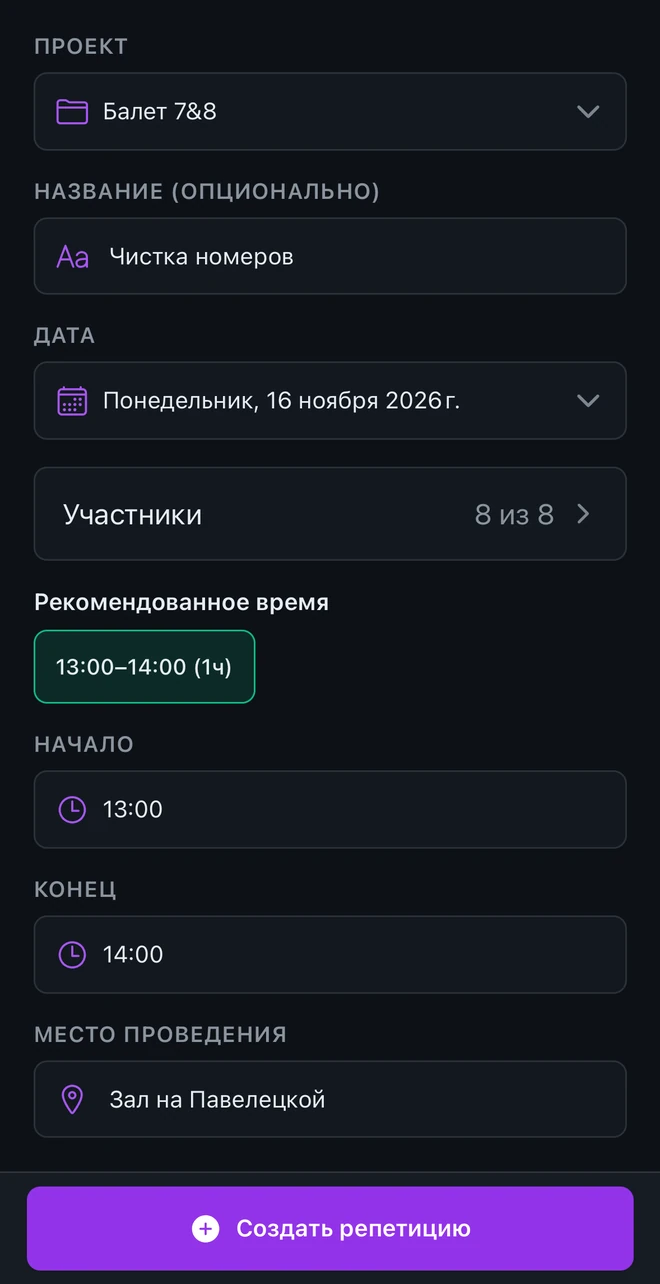 ПРОЕКТ
Балет 7&8
НАЗВАНИЕ (ОПЦИОНАЛЬНО)
Aa Чистка номеров
ДАТА
Понедельник, 16 ноября 2026 г.
Участники 8 из 8
Рекомендованное время
13:00–14:00 (1ч)
НАЧАЛО
13:00
КОНЕЦ
14:00
МЕСТО ПРОВЕДЕНИЯ
Зал на Павелецкой
Создать репетицию